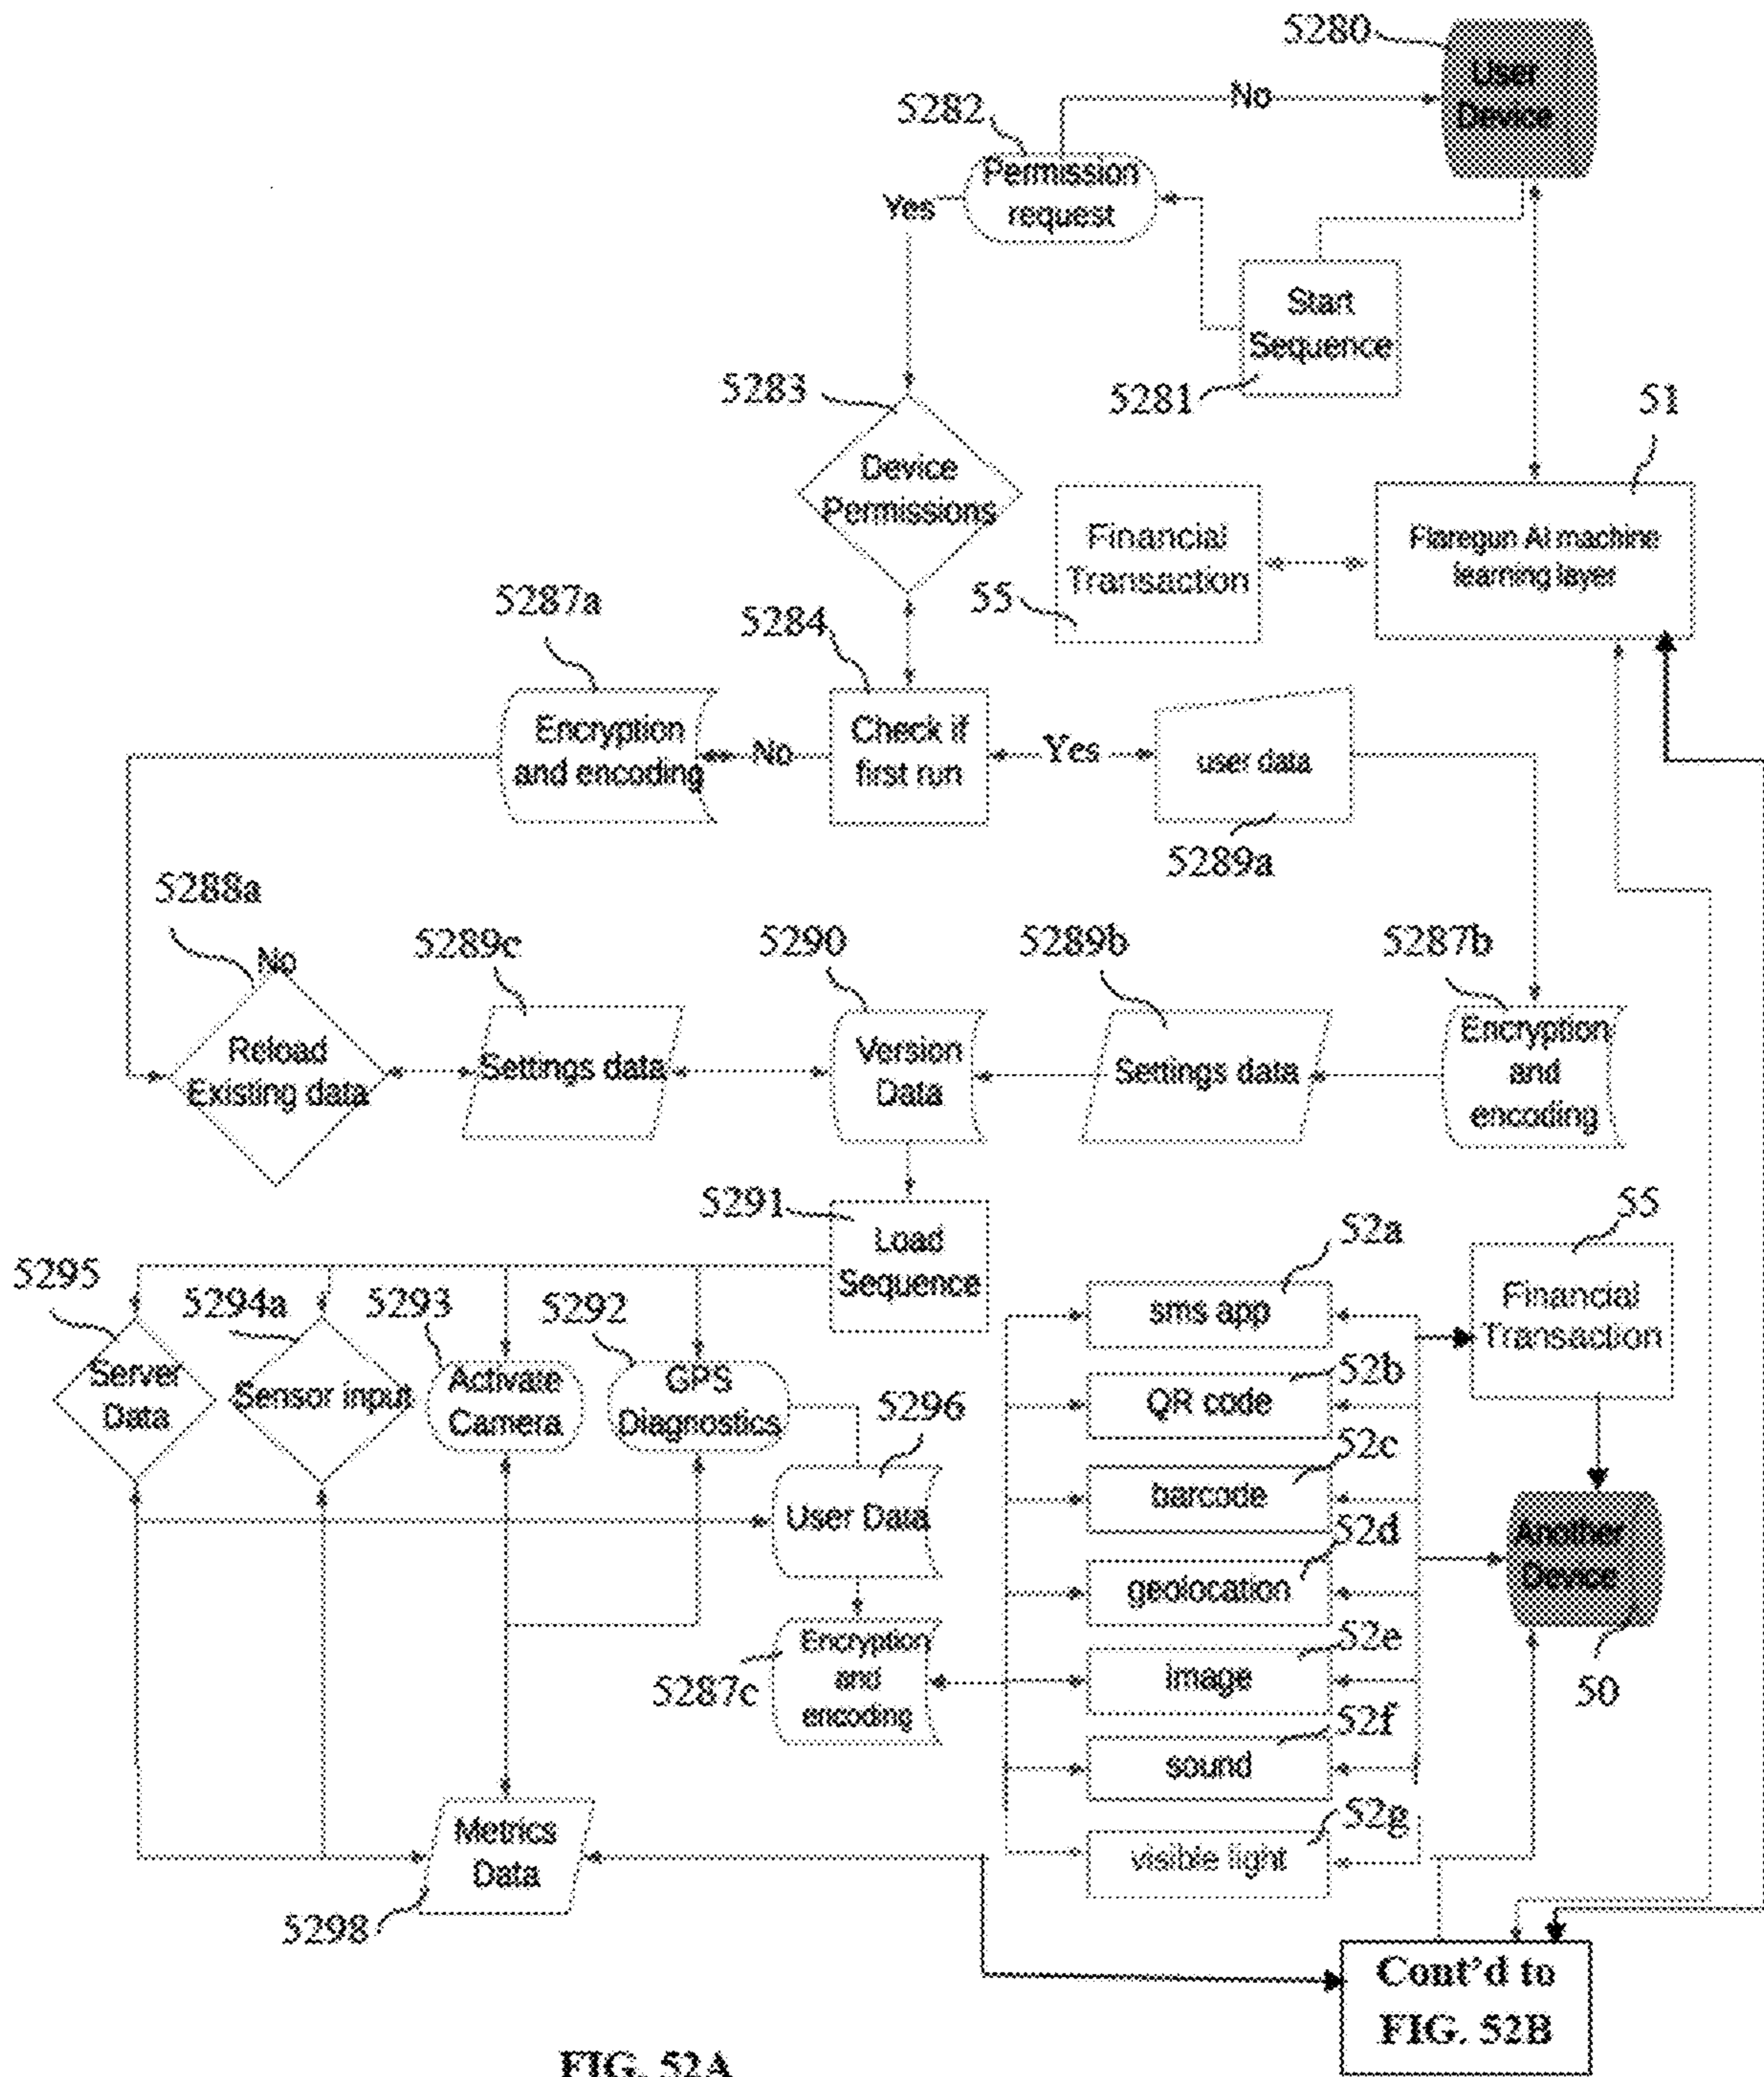 5280
User
Device
No
5282
Permission
request
Yes
Start
Sequence
5281
5283
51
Device
Permissions
Financial
Transaction
55
Flaregun AI machine
learning layer
5287a
5284
Encryption
and encoding
No
Check if
first run
Yes
user data
5289a
5288a
No
5289c
5290
5289b
5287b
Reload
Existing data
Settings data
Version
Data
Settings data
Encryption
and
encoding
5291
Load
Sequence
52a
55
5295
5294a
5293
5292
sms app
Financial
Transaction
Server
Data
Sensor input
Activate
Camera
GPS
Diagnostics
5296
52b
QR code
52c
User Data
barcode
52d
Another
Device
geolocation
50
Encryption
and
encoding
5287c
52e
image
52f
sound
52g
visible light
Metrics
Data
5298
Cont'd to
FIG. 52B
FIG. 52A